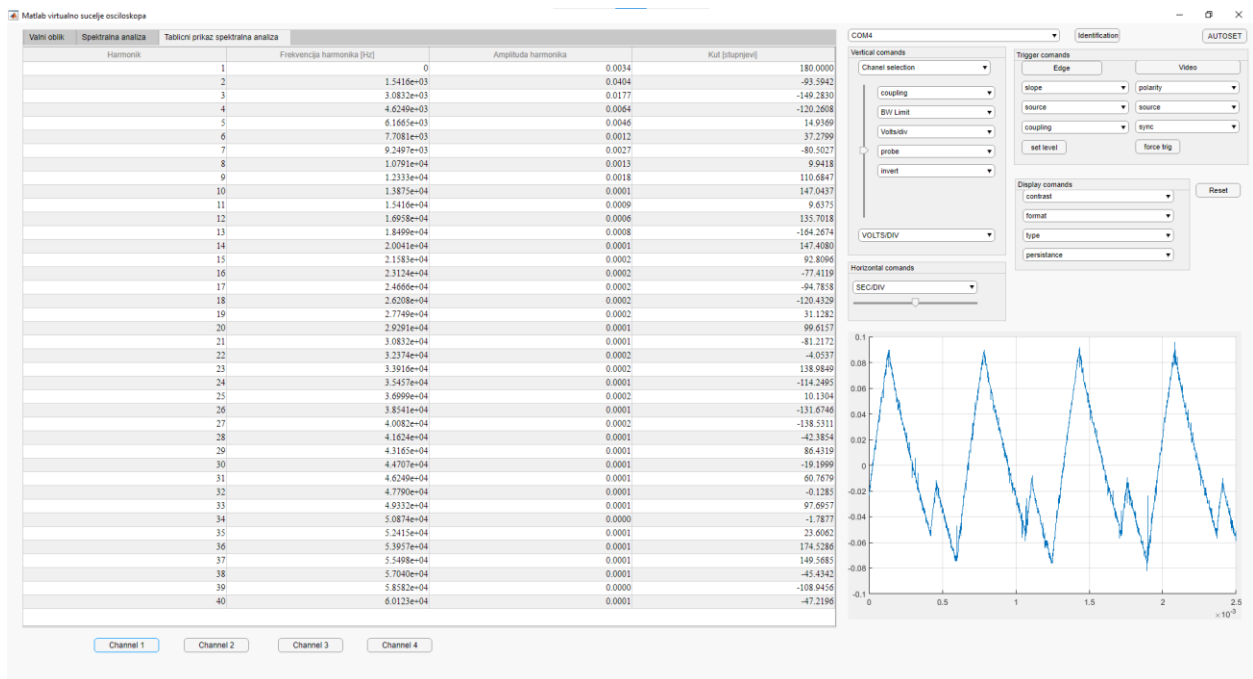 Matlab virtualno sucelje osciloskopa
Valni oblik Spektralna analiza Tablicni prikaz spektralna analiza
Harmonik Frekvencija harmonika [Hz] Amplituda harmonika Kut [stupnjevi]
1 0 0.0034 180.0000
2 1.5416e+03 0.0404 -93.5942
3 3.0832e+03 0.0177 -149.2830
4 4.6249e+03 0.0064 -120.2608
5 6.1665e+03 0.0046 14.9369
6 7.7081e+03 0.0012 37.2799
7 9.2497e+03 0.0027 -80.5027
8 1.0791e+04 0.0013 9.9418
9 1.2333e+04 0.0018 110.6847
10 1.3875e+04 0.0001 147.0437
11 1.5416e+04 0.0009 9.6375
12 1.6958e+04 0.0006 135.7018
13 1.8499e+04 0.0008 -164.2674
14 2.0041e+04 0.0001 147.4080
15 2.1583e+04 0.0002 92.8096
16 2.3124e+04 0.0002 -77.4119
17 2.4666e+04 0.0002 -94.7858
18 2.6208e+04 0.0002 -120.4329
19 2.7749e+04 0.0002 31.1282
20 2.9291e+04 0.0001 99.6157
21 3.0832e+04 0.0001 -81.2172
22 3.2374e+04 0.0002 -4.0537
23 3.3916e+04 0.0002 138.9849
24 3.5457e+04 0.0001 -114.2495
25 3.6999e+04 0.0002 10.1304
26 3.8541e+04 0.0001 -131.6746
27 4.0082e+04 0.0002 -138.5311
28 4.1624e+04 0.0001 -42.3854
29 4.3165e+04 0.0001 86.4319
30 4.4707e+04 0.0001 -19.1999
31 4.6249e+04 0.0001 60.7679
32 4.7790e+04 0.0001 -0.1285
33 4.9332e+04 0.0001 97.6957
34 5.0874e+04 0.0000 -1.7877
35 5.2415e+04 0.0001 23.6062
36 5.3957e+04 0.0001 174.5286
37 5.5498e+04 0.0001 149.5685
38 5.7040e+04 0.0001 -45.4342
39 5.8582e+04 0.0000 -108.9456
40 6.0123e+04 0.0001 -47.2196
Channel 1 Channel 2 Channel 3 Channel 4
COM4 Identification AUTOSET
Vertical comands
Chanel selection
coupling
BW Limit
Volts/div
probe
invert
VOLTS/DIV
Trigger comands
Edge Video
slope polarity
source source
coupling sync
set level force trig
Display comands
contrast
format
type
persistance
Reset
Horizontal comands
SEC/DIV
0.1
0.08
0.06
0.04
0.02
0
-0.02
-0.04
-0.06
-0.08
-0.1
0 0.5 1 1.5 2 2.5
×10⁻³